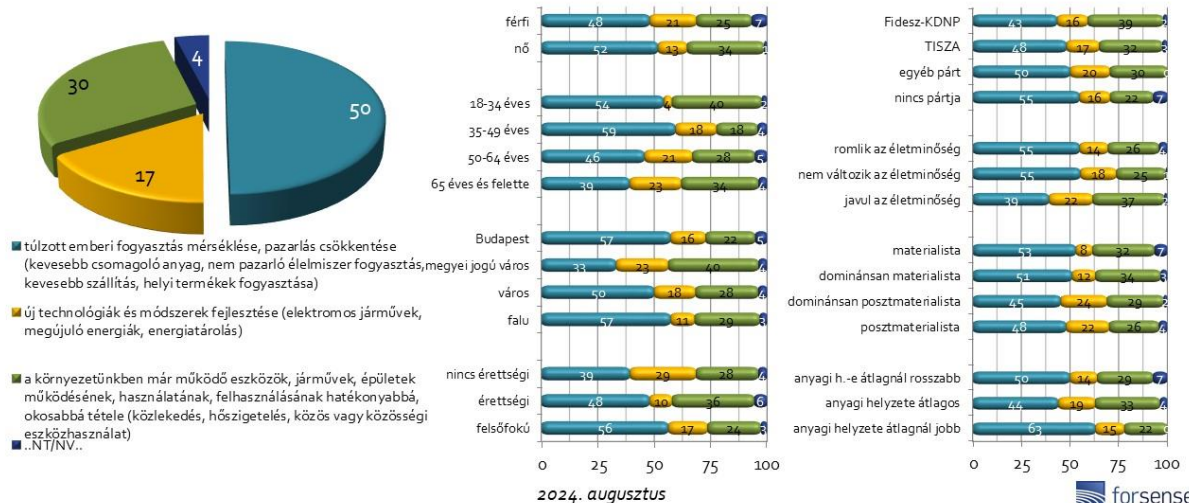 30
4
50
17
túlzott emberi fogyasztás mérséklése, pazarlás csökkentése
(kevesebb csomagoló anyag, nem pazarló élelmiszer fogyasztás,
kevesebb szállítás, helyi termékek fogyasztása)
új technológiák és módszerek fejlesztése (elektromos járművek,
megújuló energiák, energiatárolás)
a környezetünkben már működő eszközök, járművek, épületek
működésének, használatának, felhasználásának hatékonyabbá,
okosabbá tétele (közlekedés, hőszigetelés, közös vagy közösségi
eszközhasználat)
..NT/NV..
férfi 48 21 25 7
nő 52 13 34 1
18-34 éves 54 4 40 2
35-49 éves 59 18 18 4
50-64 éves 46 21 28 5
65 éves és felette 39 23 34 4
Budapest 57 16 22 5
megyei jogú város 33 23 40 4
város 50 18 28 4
falu 57 11 29 3
nincs érettségi 39 29 28 4
érettségi 48 10 36 6
felsőfokú 56 17 24 3
0 25 50 75 100
2024. augusztus
Fidesz-KDNP 43 16 39 2
TISZA 48 17 32 3
egyéb párt 50 20 30 0
nincs pártja 55 16 22 7
romlik az életminőség 55 14 26 4
nem változik az életminőség 55 18 25
javul az életminőség 39 22 37 2
materialista 53 8 32 7
dominánsan materialista 51 12 34 3
dominánsan posztmaterialista 45 24 29 2
posztmaterialista 48 22 26 4
anyagi h.-e átlagnál rosszabb 50 14 29 7
anyagi helyzete átlagos 44 19 33 4
anyagi helyzete átlagnál jobb 63 15 22 0
0 25 50 75 100
forsense